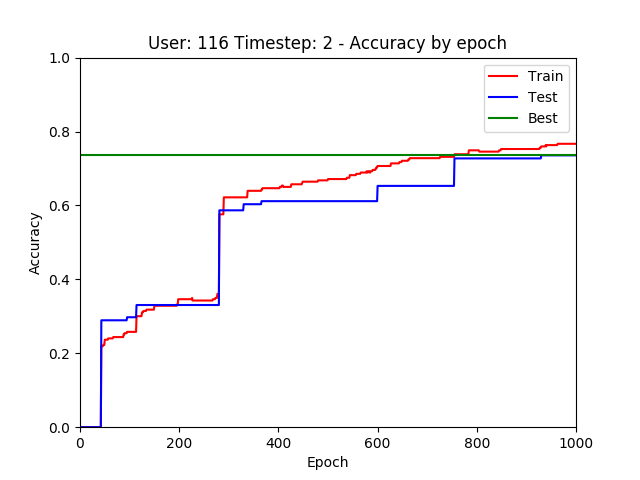 User: 116 Timestep: 2 - Accuracy by epoch
1.0
0.8
0.6
0.4
0.2
0.0
Accuracy
Train
Test
Best
0 200 400 600 800 1000
Epoch